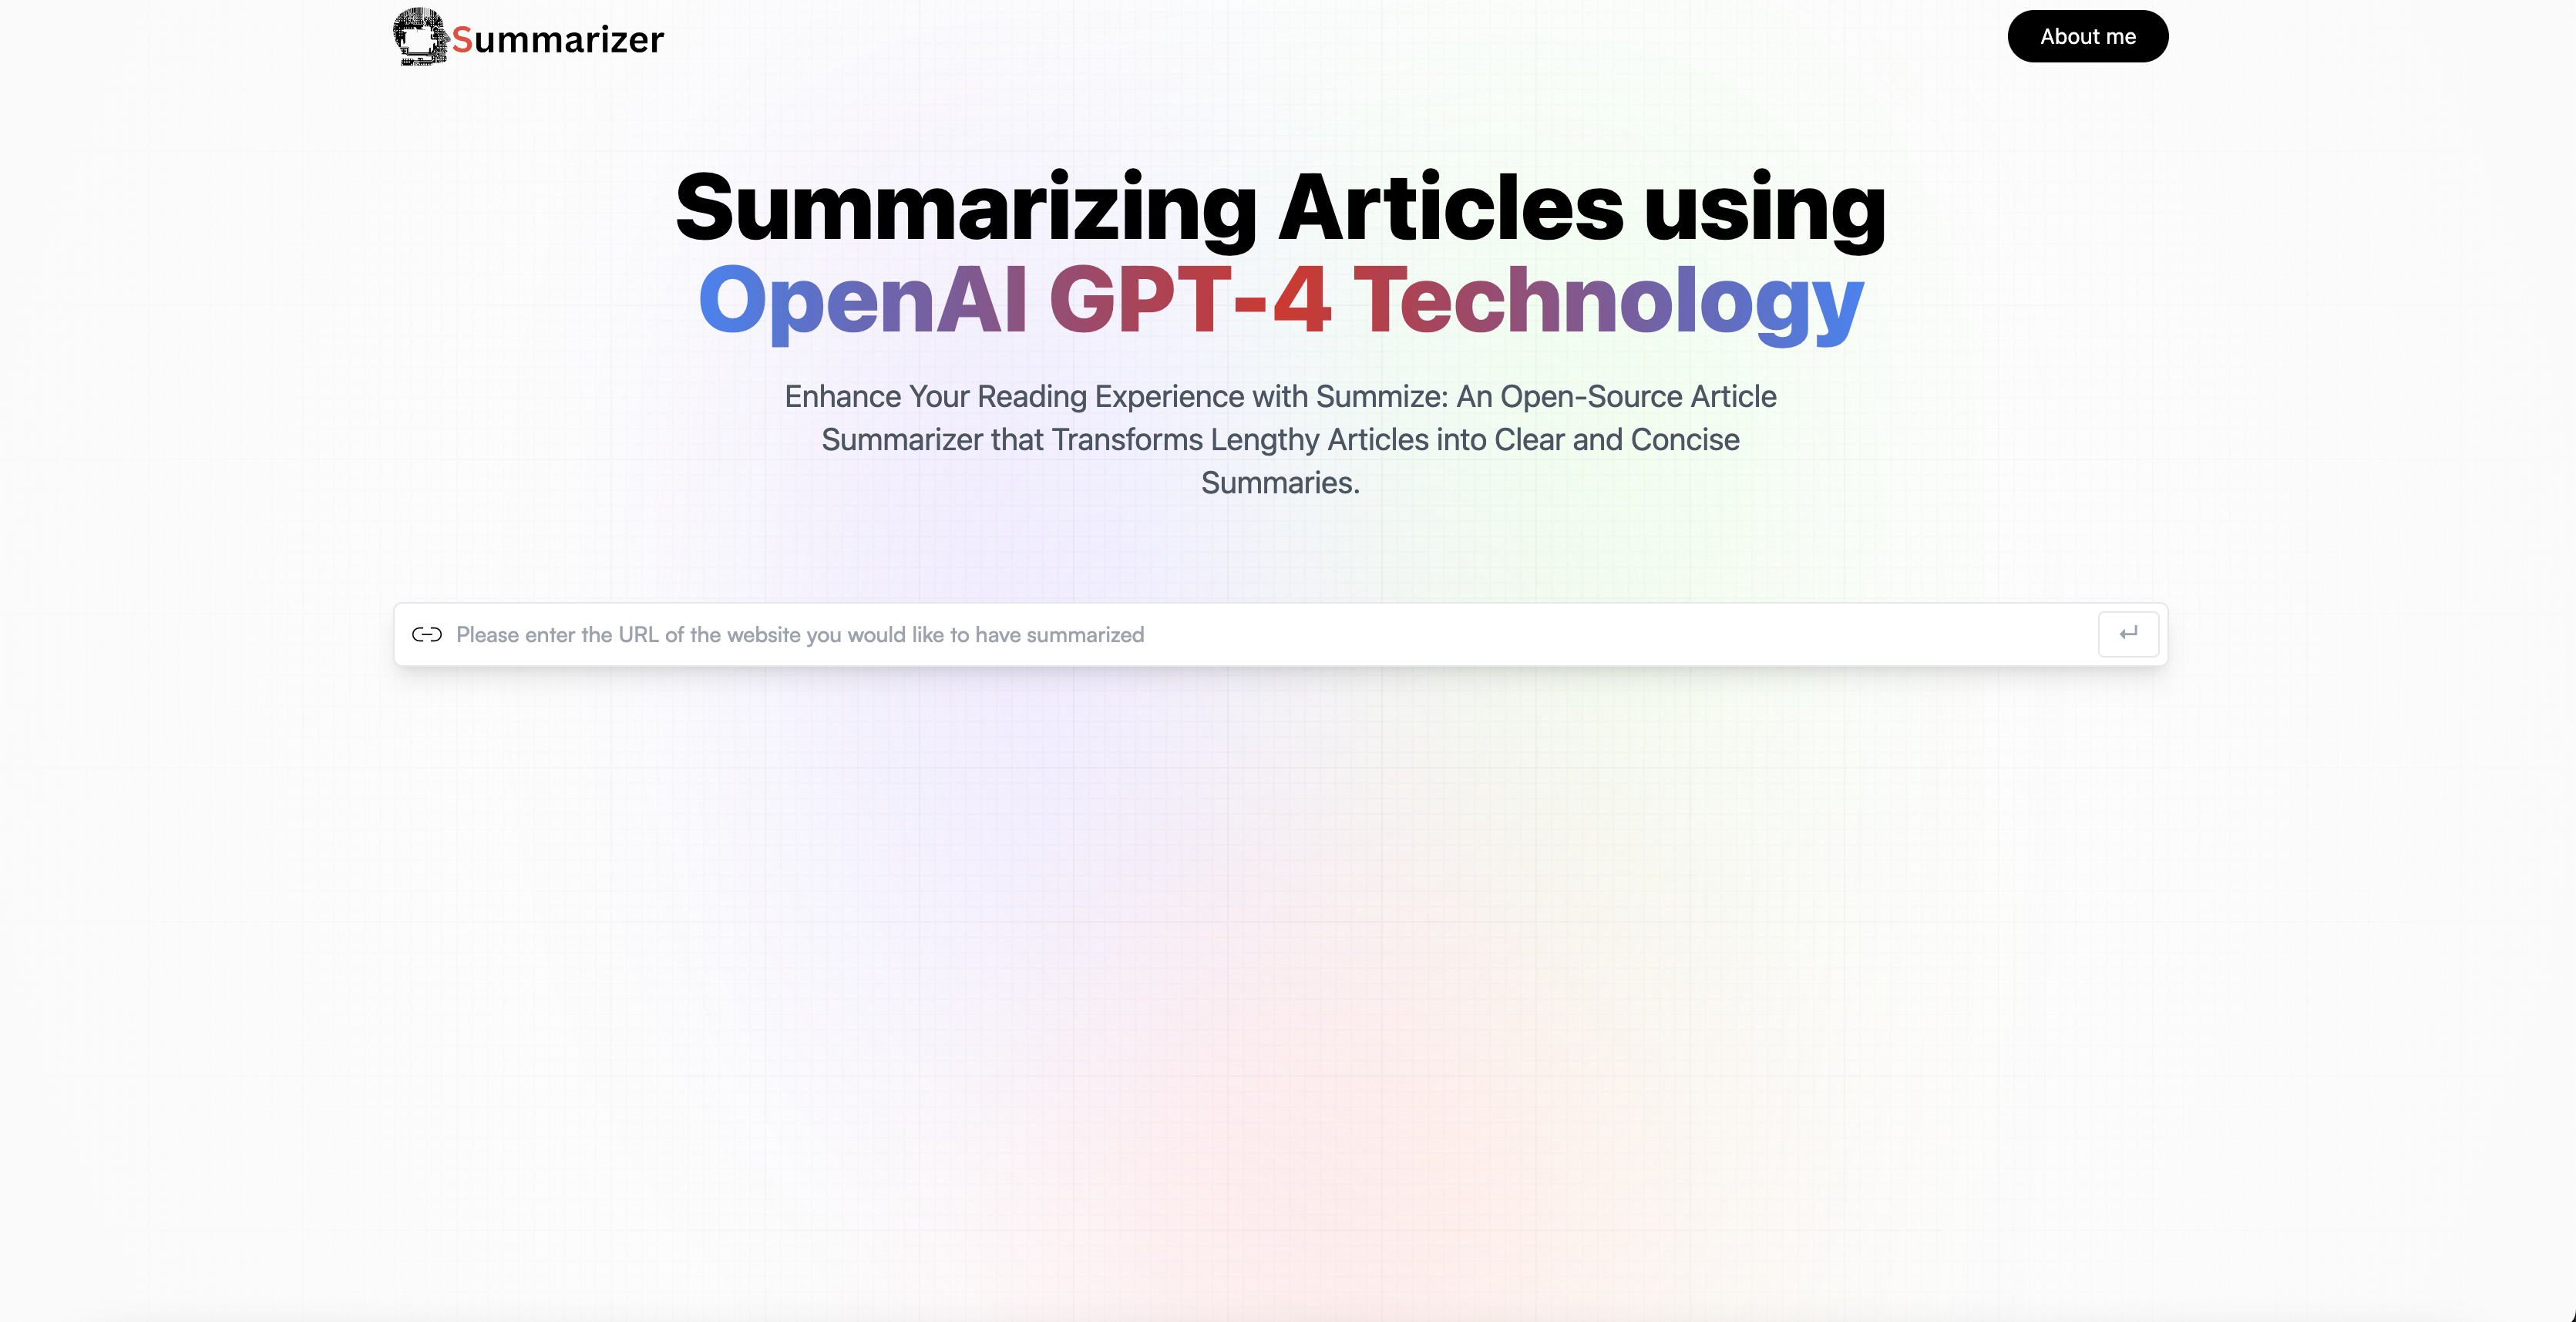 Summarizer
About me
Summarizing Articles using
OpenAI GPT-4 Technology
Enhance Your Reading Experience with Summize: An Open-Source Article
Summarizer that Transforms Lengthy Articles into Clear and Concise
Summaries.
Please enter the URL of the website you would like to have summarized